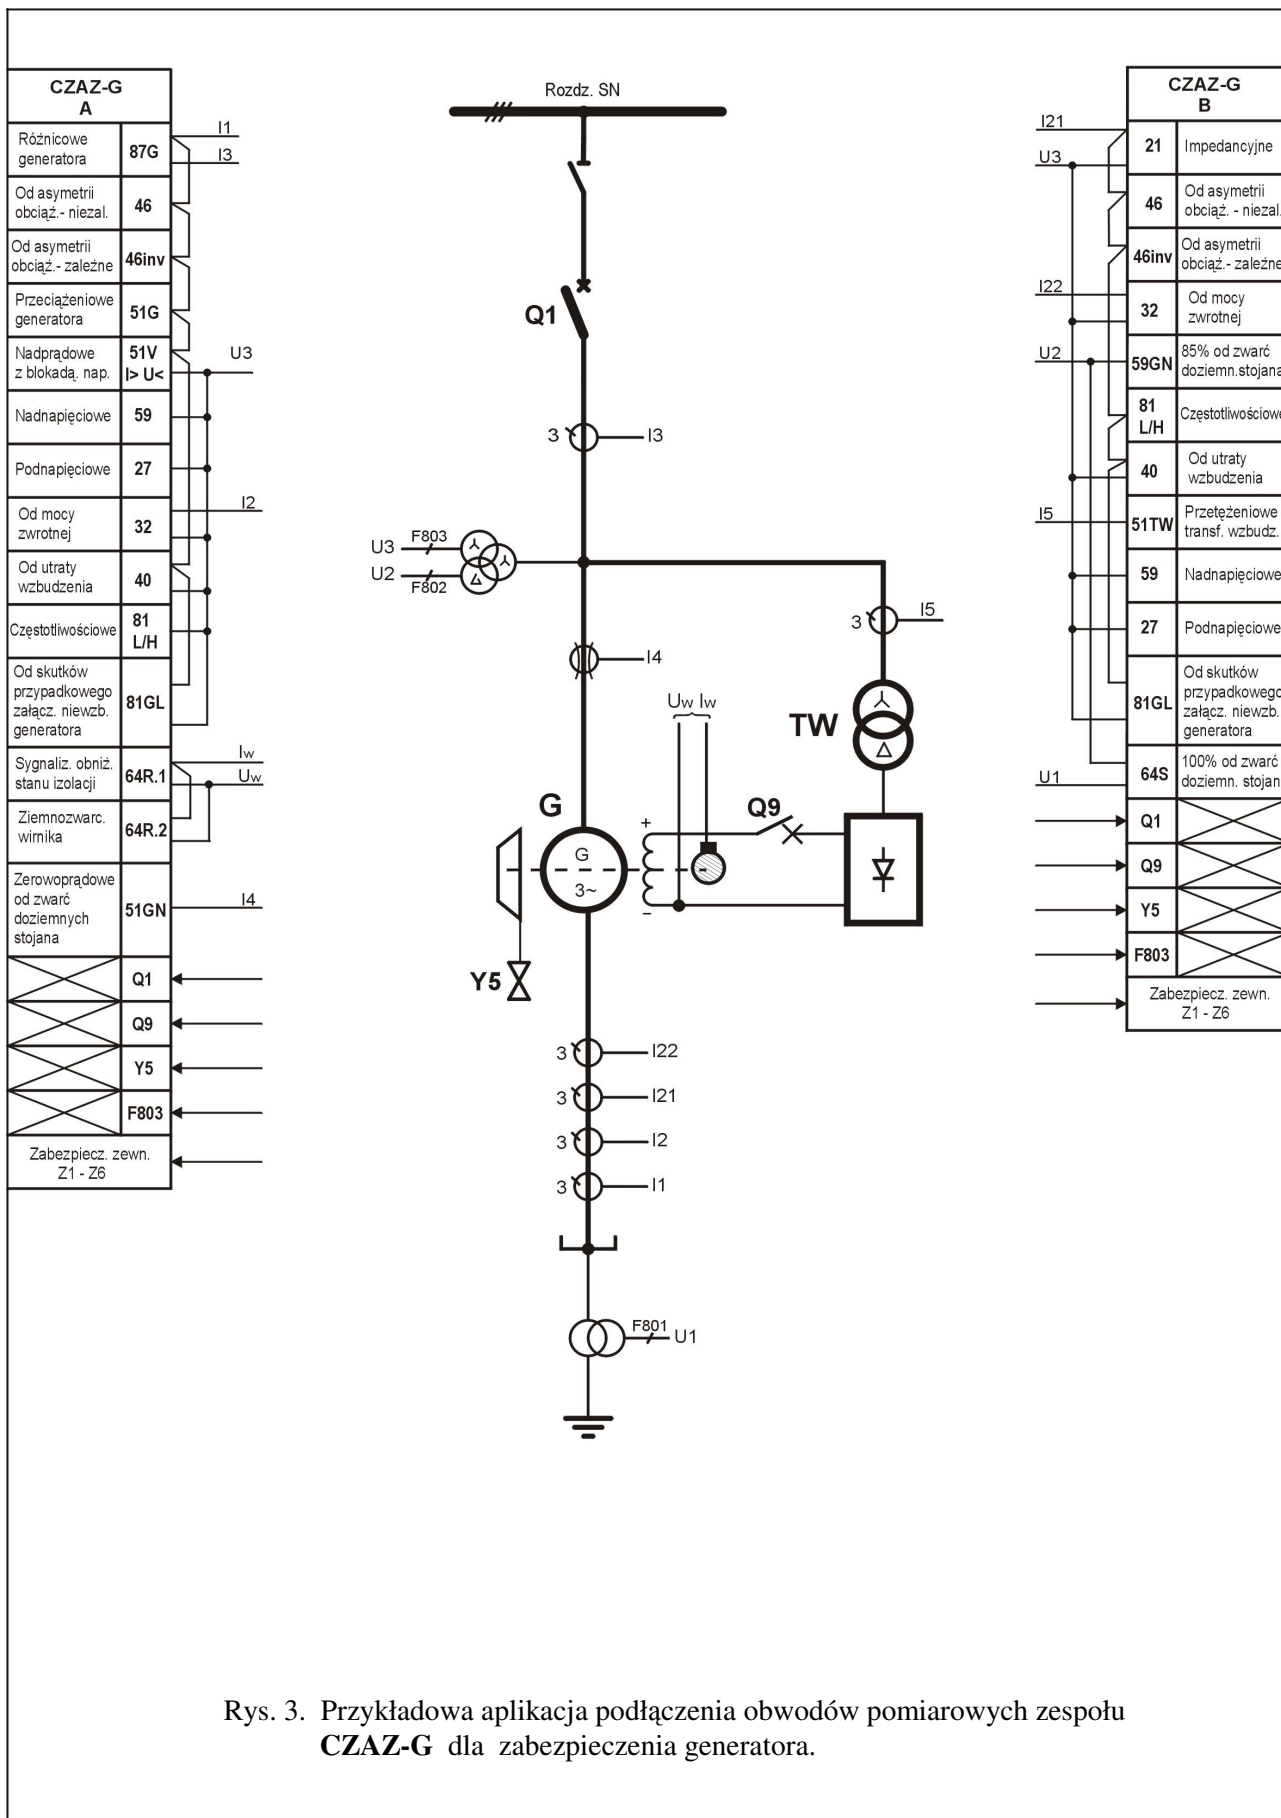 CZAZ-G
A
Różnicowe
generatora
87G
I1
I3
Od asymetrii
obciąż.- niezal.
46
Od asymetrii
obciąż.- zależne
46inv
Przeciążeniowe
generatora
51G
Nadprądowe
z blokadą. nap.
51V
I> U<
U3
Nadnapięciowe
59
Podnapięciowe
27
Od mocy
zwrotnej
32
I2
Od utraty
wzbudzenia
40
Częstotliwościowe
81
L/H
Od skutków
przypadkowego
załącz. niewzb.
generatora
81GL
Sygnaliz. obniż.
stanu izolacji
64R.1
Iw
Uw
Ziemnozwarc.
wirnika
64R.2
Zerowoprądowe
od zwarć
doziemnych
stojana
51GN
I4
Q1
Q9
Y5
F803
Zabezpiecz. zewn.
Z1 - Z6
Rozdz. SN
Q1
3
I3
U3
F803
U2
F802
3
I5
I4
Uw Iw
TW
G
Q9
+
G
3~
−
Y5
3
I22
3
I21
3
I2
3
I1
F801
U1
CZAZ-G
B
I21
U3
21
Impedancyjne
46
Od asymetrii
obciąż. - niezal.
46inv
Od asymetrii
obciąż.- zależne
I22
32
Od mocy
zwrotnej
U2
59GN
85% od zwarć
doziemn.stojana
81
L/H
Częstotliwościowe
40
Od utraty
wzbudzenia
I5
51TW
Przetężeniowe
transf. wzbudz.
59
Nadnapięciowe
27
Podnapięciowe
81GL
Od skutków
przypadkowego
załącz. niewzb.
generatora
U1
64S
100% od zwarć
doziemn. stojan
Q1
Q9
Y5
F803
Zabezpiecz. zewn.
Z1 - Z6
Rys. 3. Przykładowa aplikacja podłączenia obwodów pomiarowych zespołu
CZAZ-G dla zabezpieczenia generatora.